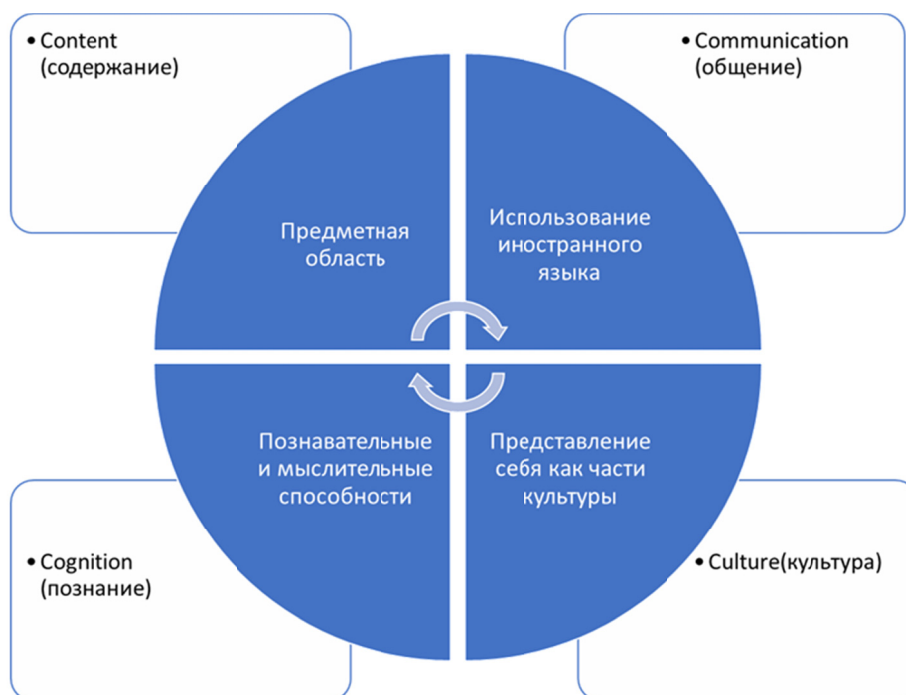 • Content
(содержание)
• Communication
(общение)
Предметная
область
Использование
иностранного
языка
Познавательные
и мыслительные
способности
Представление
себя как части
культуры
• Cognition
(познание)
• Culture(культура)